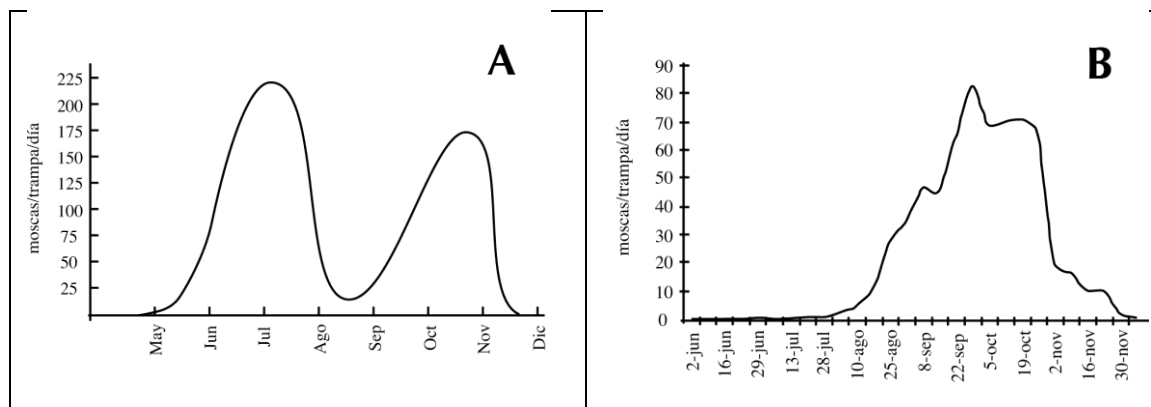 A
moscas/trampa/día
225
200
175
150
125
100
75
50
25
May
Jun
Jul
Ago
Sep
Oct
Nov
Dic
B
moscas/trampa/día
90
80
70
60
50
40
30
20
10
0
2-jun
16-jun
29-jun
13-jul
28-jul
10-ago
25-ago
8-sep
22-sep
5-oct
19-oct
2-nov
16-nov
30-nov